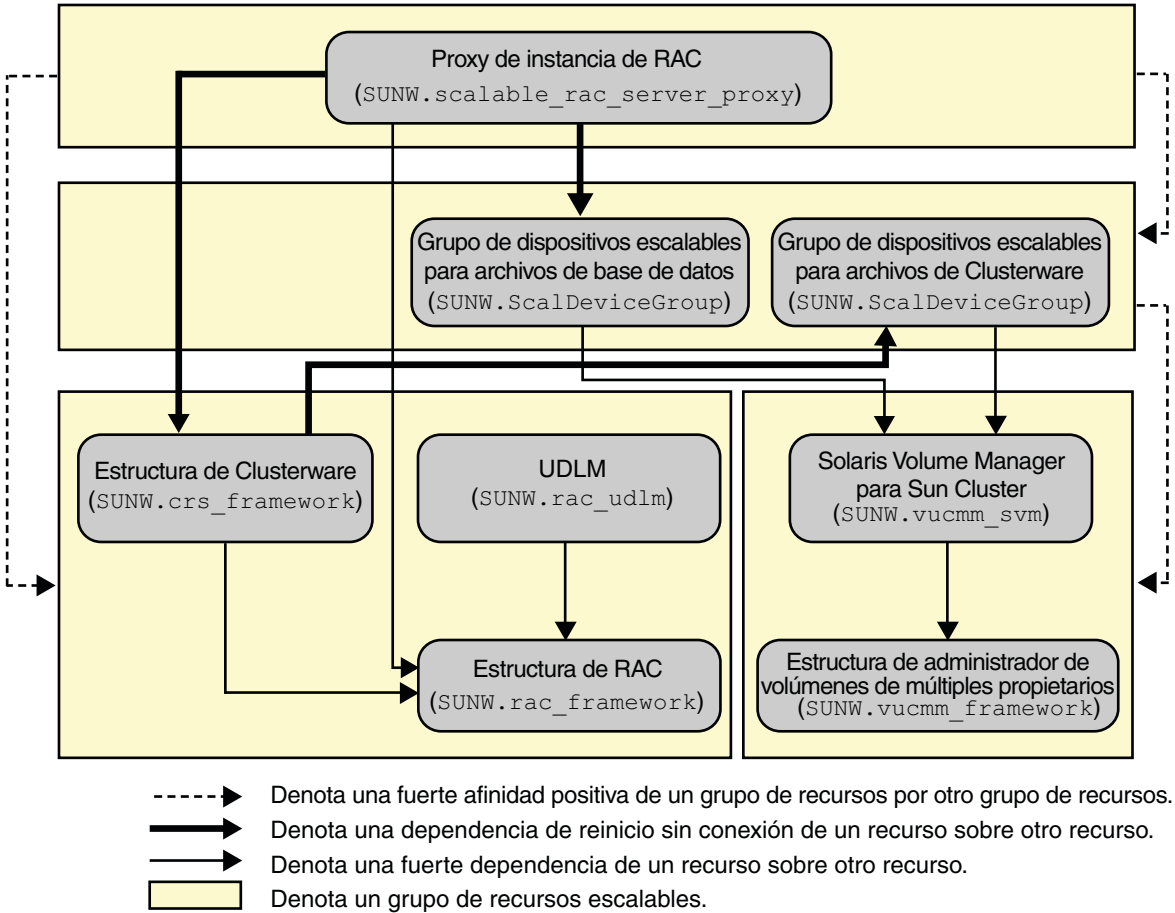 Proxy de instancia de RAC
(SUNW.scalable_rac_server_proxy)
Grupo de dispositivos escalables
para archivos de base de datos
(SUNW.ScalDeviceGroup)
Grupo de dispositivos escalables
para archivos de Clusterware
(SUNW.ScalDeviceGroup)
Estructura de Clusterware
(SUNW.crs_framework)
UDLM
(SUNW.rac_udlm)
Solaris Volume Manager
para Sun Cluster
(SUNW.vucmm_svm)
Estructura de RAC
(SUNW.rac_framework)
Estructura de administrador de
volúmenes de múltiples propietarios
(SUNW.vucmm_framework)
Denota una fuerte afinidad positiva de un grupo de recursos por otro grupo de recursos.
Denota una dependencia de reinicio sin conexión de un recurso sobre otro recurso.
Denota una fuerte dependencia de un recurso sobre otro recurso.
Denota un grupo de recursos escalables.